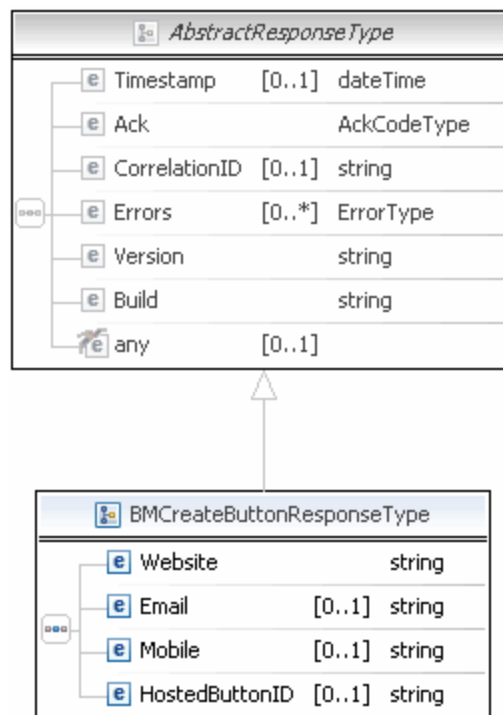 AbstractResponseType
e Timestamp [0..1] dateTime
e Ack AckCodeType
e CorrelationID [0..1] string
e Errors [0..*] ErrorType
e Version string
e Build string
e any [0..1]
BMCreateButtonResponseType
e Website string
e Email [0..1] string
e Mobile [0..1] string
e HostedButtonID [0..1] string